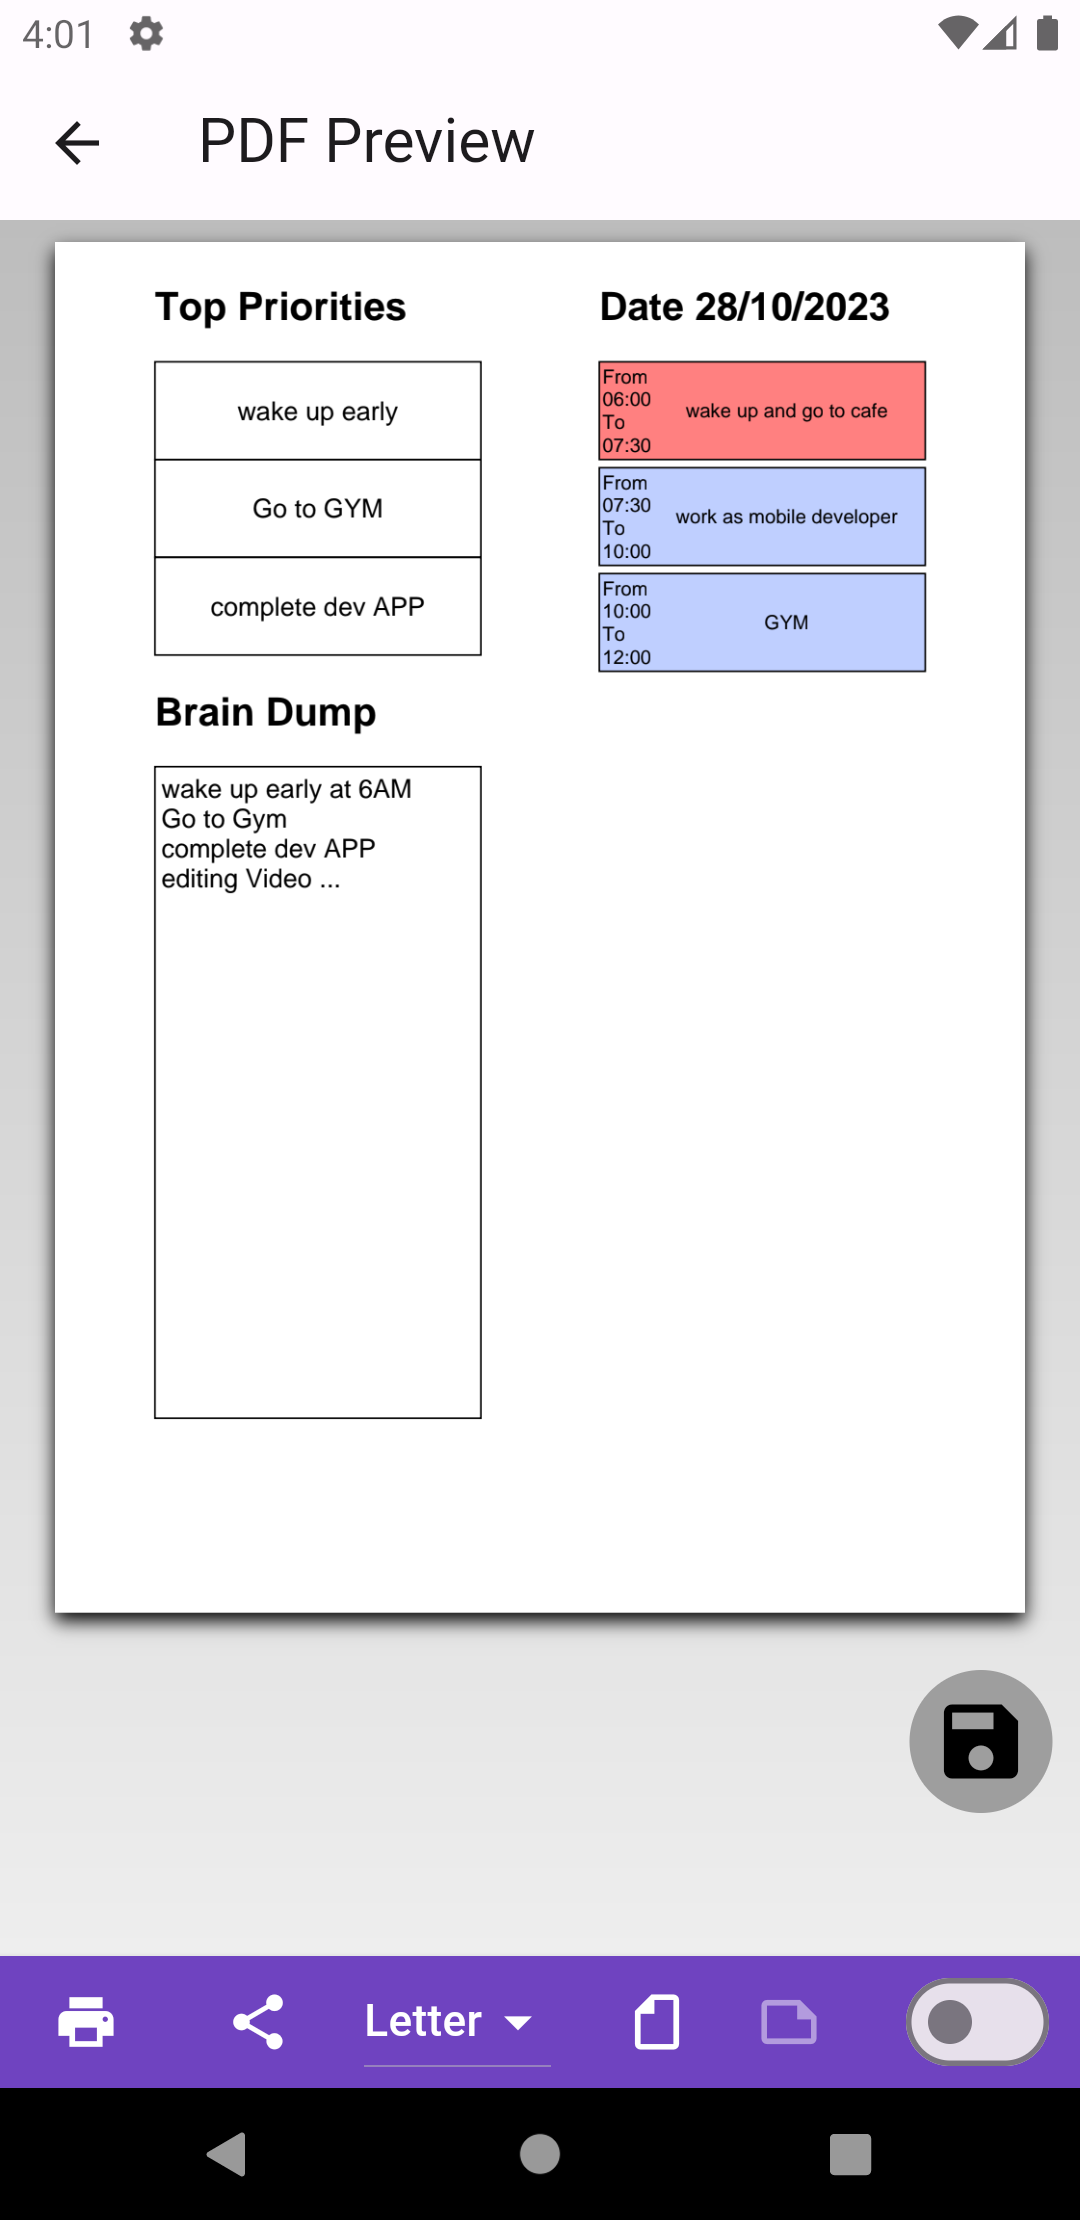 4:01
PDF Preview
Top Priorities
wake up early
Go to GYM
complete dev APP
Brain Dump
wake up early at 6AM
Go to Gym
complete dev APP
editing Video ...
Date 28/10/2023
From
06:00
To
07:30
wake up and go to cafe
From
07:30
To
10:00
work as mobile developer
From
10:00
To
12:00
GYM
Letter